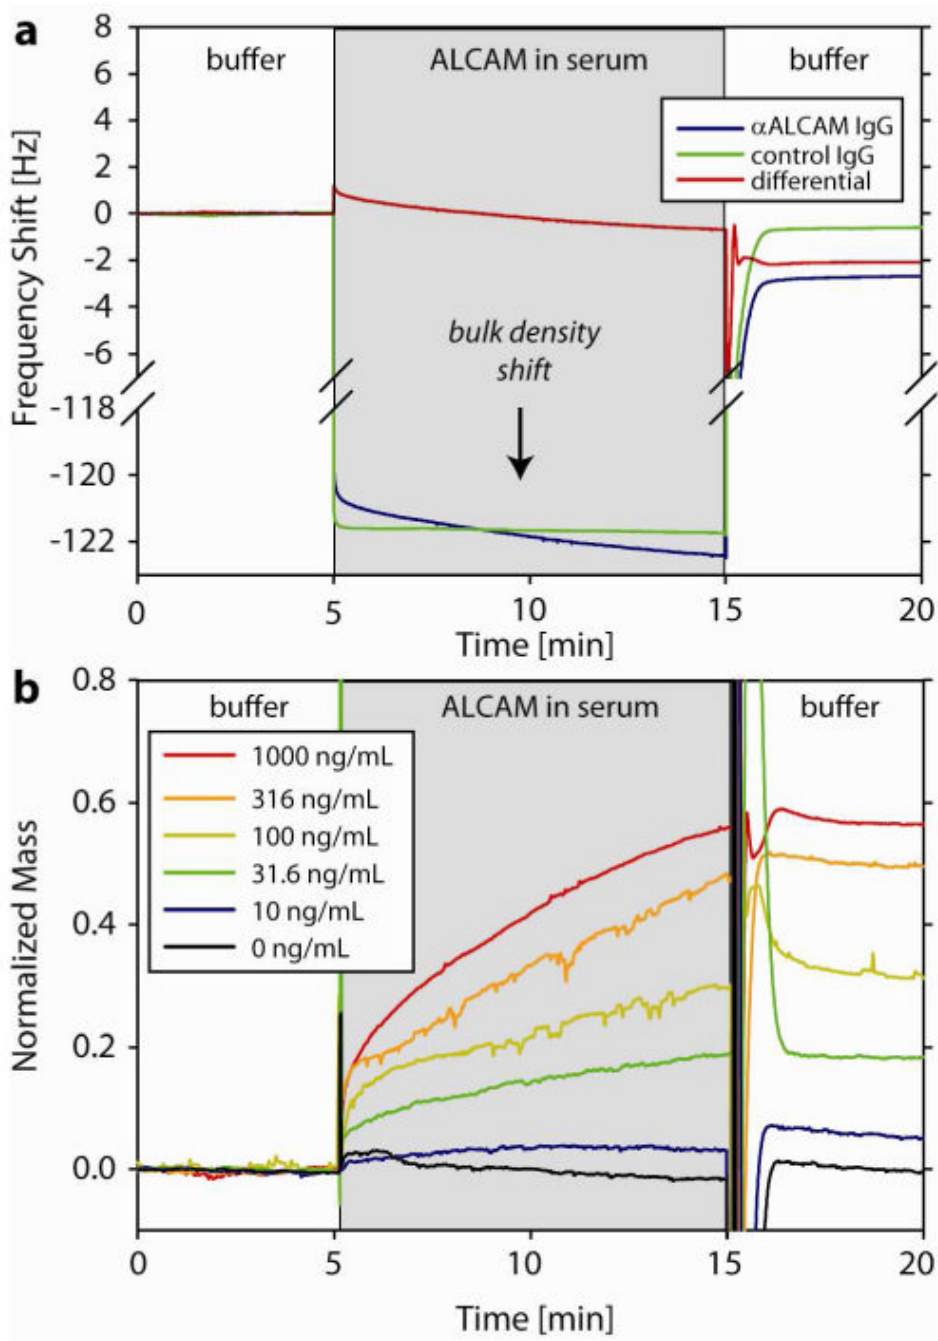 a
8
buffer
ALCAM in serum
buffer
6
4
αALCAM IgG
control IgG
differential
2
0
-2
-4
-6
Frequency Shift [Hz]
bulk density
shift
-118
-120
-122
0
5
10
15
20
Time [min]
b
0.8
buffer
ALCAM in serum
buffer
1000 ng/mL
316 ng/mL
100 ng/mL
31.6 ng/mL
10 ng/mL
0 ng/mL
0.6
0.4
0.2
0.0
Normalized Mass
0
5
10
15
20
Time [min]